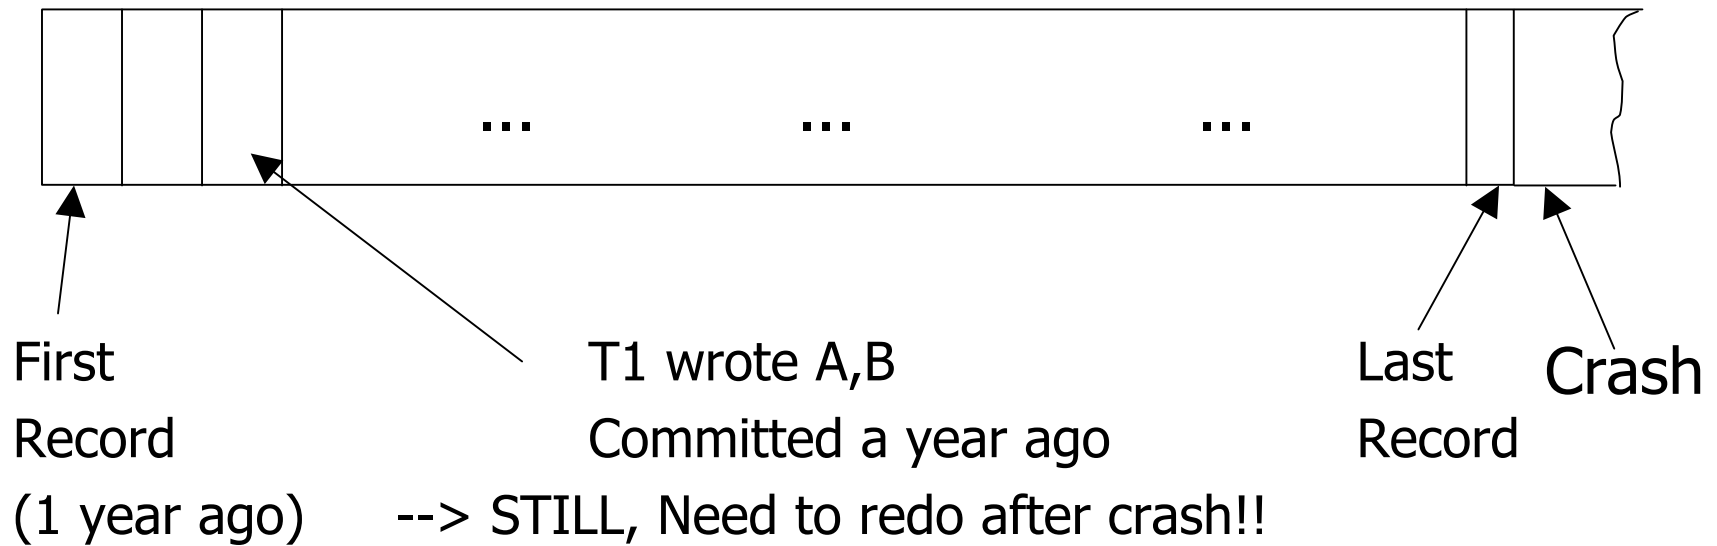 ... ... ...
First T1 wrote A,B Last Crash
Record Committed a year ago Record
(1 year ago) --> STILL, Need to redo after crash!!